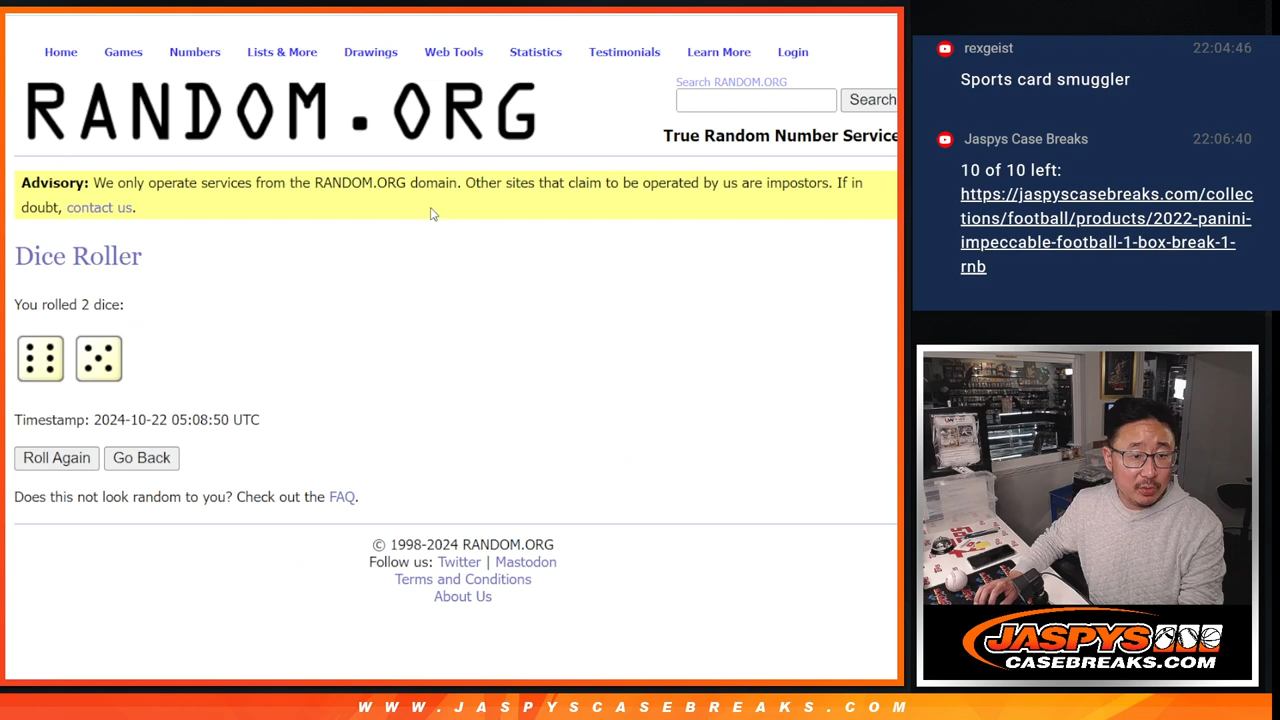 Home Games Numbers Lists & More Drawings Web Tools Statistics Testimonials Learn More Login
RANDOM.ORG
Search RANDOM.ORG
Search
True Random Number Service
Advisory: We only operate services from the RANDOM.ORG domain. Other sites that claim to be operated by us are impostors. If in
doubt, contact us.
Dice Roller
You rolled 2 dice:
Timestamp: 2024-10-22 05:08:50 UTC
Roll Again Go Back
Does this not look random to you? Check out the FAQ.
© 1998-2024 RANDOM.ORG
Follow us: Twitter | Mastodon
Terms and Conditions
About Us
rexgeist 22:04:46
Sports card smuggler
Jaspys Case Breaks 22:06:40
10 of 10 left:
https://jaspyscasebreaks.com/collec
tions/football/products/2022-panini-
impeccable-football-1-box-break-1-
rnb
JASPYS
CASEBREAKS.COM
WWW.JASPYSCASEBREAKS.COM